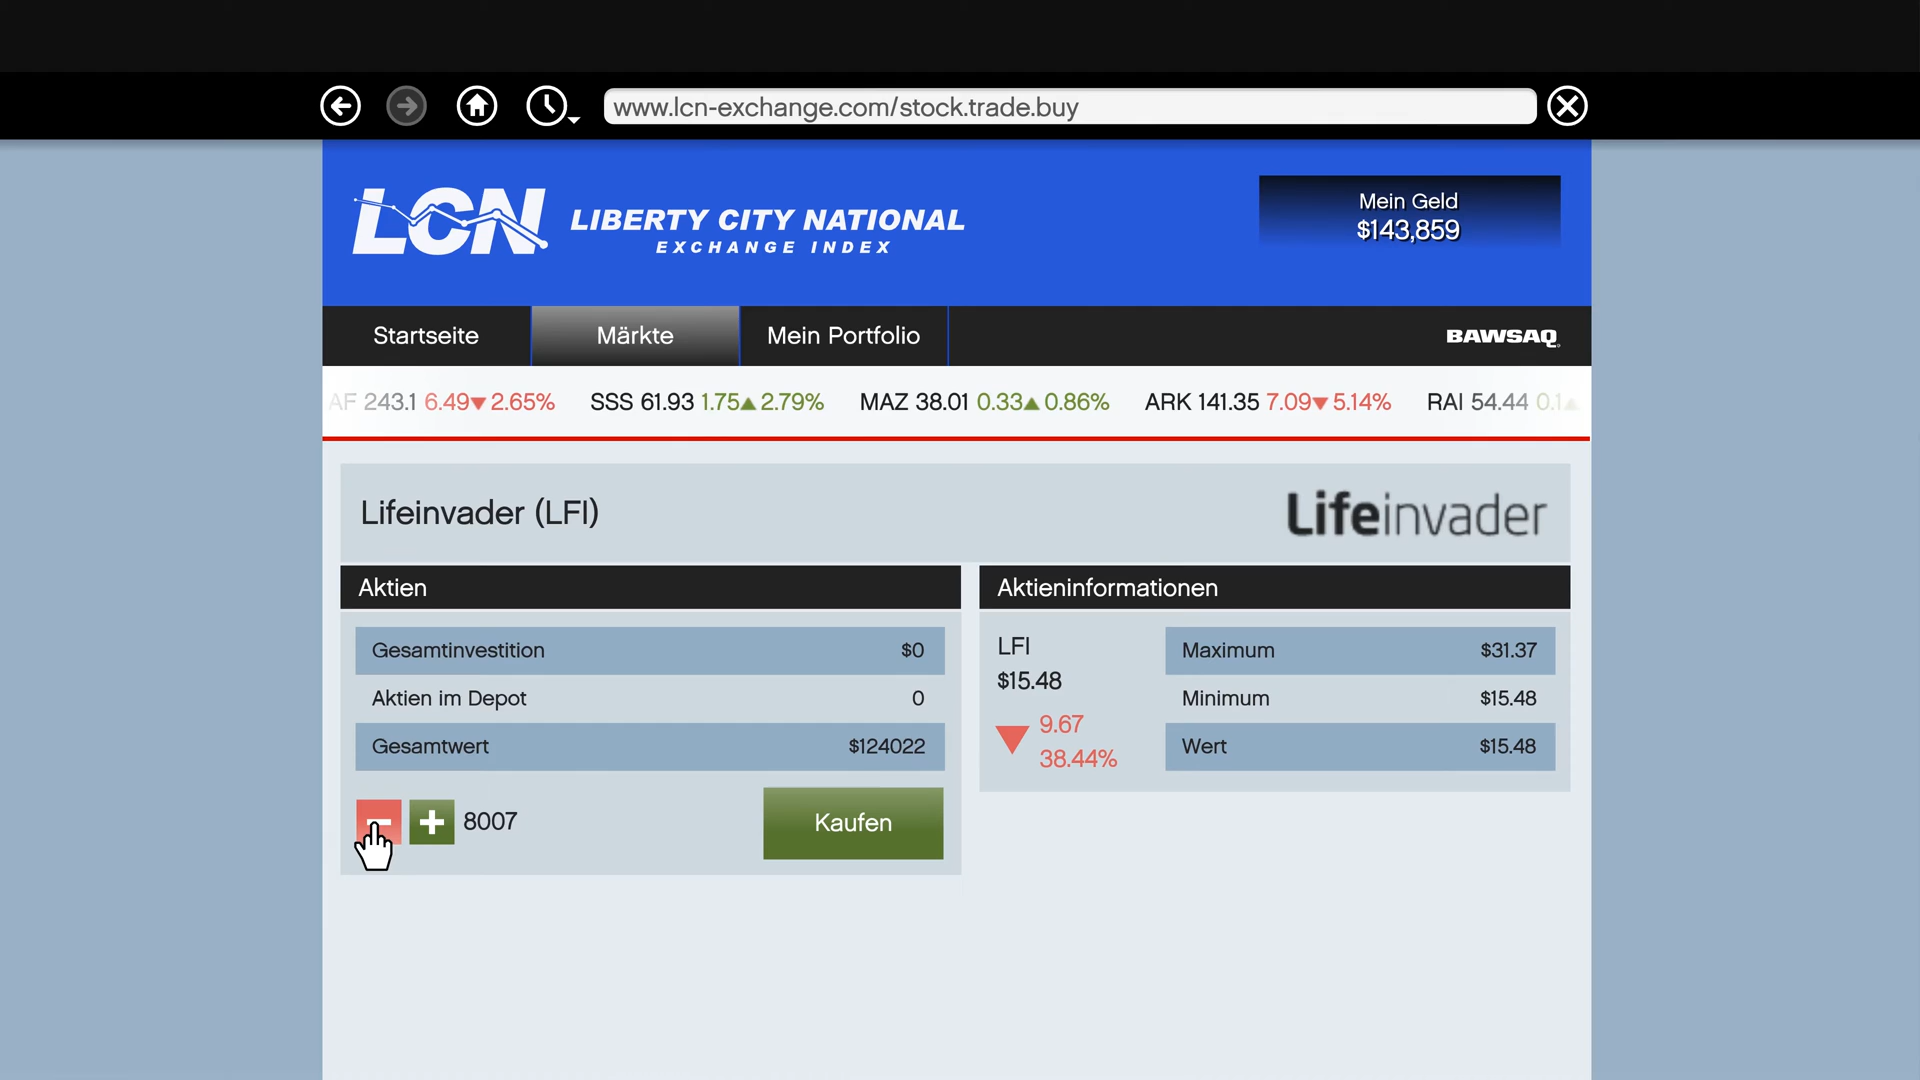 www.lcn-exchange.com/stock.trade.buy
LCN
LIBERTY CITY NATIONAL
EXCHANGE INDEX
Mein Geld
$143,859
Startseite
Märkte
Mein Portfolio
BAWSAQ
AF 243.1 6.49▼2.65% SSS 61.93 1.75▲2.79% MAZ 38.01 0.33▲0.86% ARK 141.35 7.09▼5.14% RAI 54.44 0.1▲
Lifeinvader (LFI)
Lifeinvader
Aktien
Gesamtinvestition $0
Aktien im Depot 0
Gesamtwert $124022
8007
Kaufen
Aktieninformationen
LFI
$15.48
9.67
38.44%
Maximum $31.37
Minimum $15.48
Wert $15.48